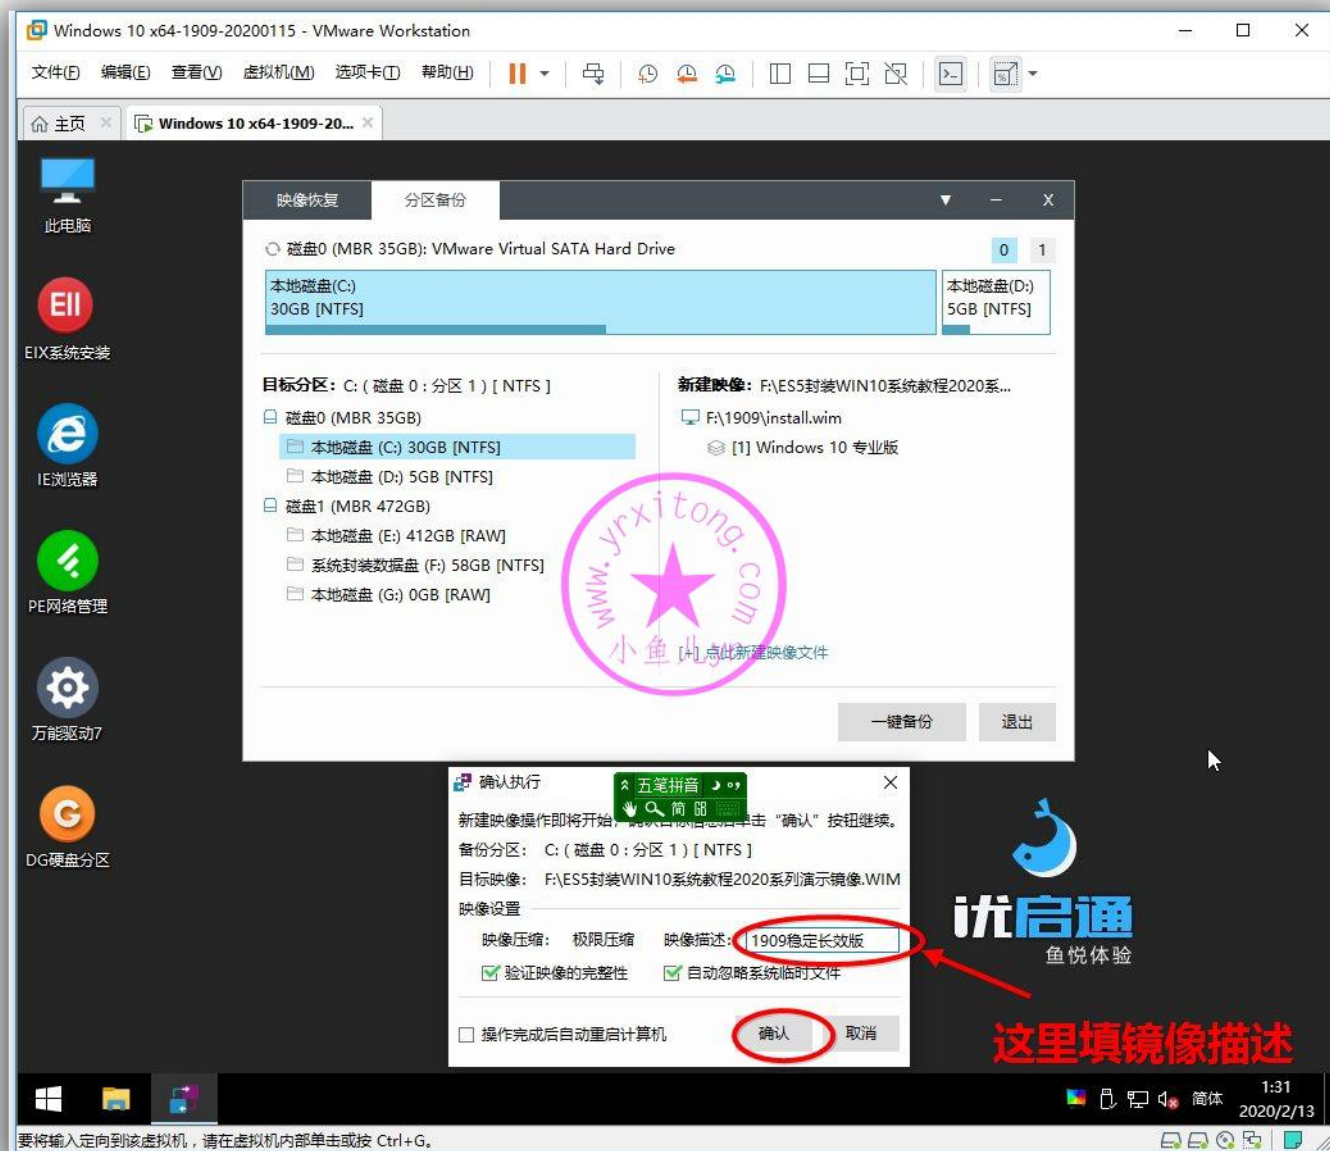 Windows 10 x64-1909-20200115 - VMware Workstation
文件(F) 编辑(E) 查看(V) 虚拟机(M) 选项卡(T) 帮助(H)
主页 Windows 10 x64-1909-20...
此电脑
EIX系统安装
IE浏览器
PE网络管理
万能驱动7
DG硬盘分区
映像恢复 分区备份
磁盘0 (MBR 35GB): VMware Virtual SATA Hard Drive 0 1
本地磁盘(C:)
30GB [NTFS]
本地磁盘(D:)
5GB [NTFS]
目标分区: C: ( 磁盘 0 : 分区 1 ) [ NTFS ]
磁盘0 (MBR 35GB)
本地磁盘 (C:) 30GB [NTFS]
本地磁盘 (D:) 5GB [NTFS]
磁盘1 (MBR 472GB)
本地磁盘 (E:) 412GB [RAW]
系统封装数据盘 (F:) 58GB [NTFS]
本地磁盘 (G:) 0GB [RAW]
新建映像: F:\ES5封装WIN10系统教程2020系...
F:\1909\install.wim
[1] Windows 10 专业版
[+] 点此新建映像文件
www.yrxitong.com
小鱼儿yr
一键备份 退出
确认执行
五笔拼音
简
新建映像操作即将开始,单击 "确认" 按钮继续。
备份分区: C: ( 磁盘 0 : 分区 1 ) [ NTFS ]
目标映像: F:\ES5封装WIN10系统教程2020系列演示镜像.WIM
映像设置
映像压缩: 极限压缩 映像描述: 1909稳定长效版
验证映像的完整性 自动忽略系统临时文件
操作完成后自动重启计算机 确认 取消
优启通
鱼悦体验
这里填镜像描述
简体 1:31
2020/2/13
要将输入定向到该虚拟机，请在虚拟机内部单击或按 Ctrl+G。